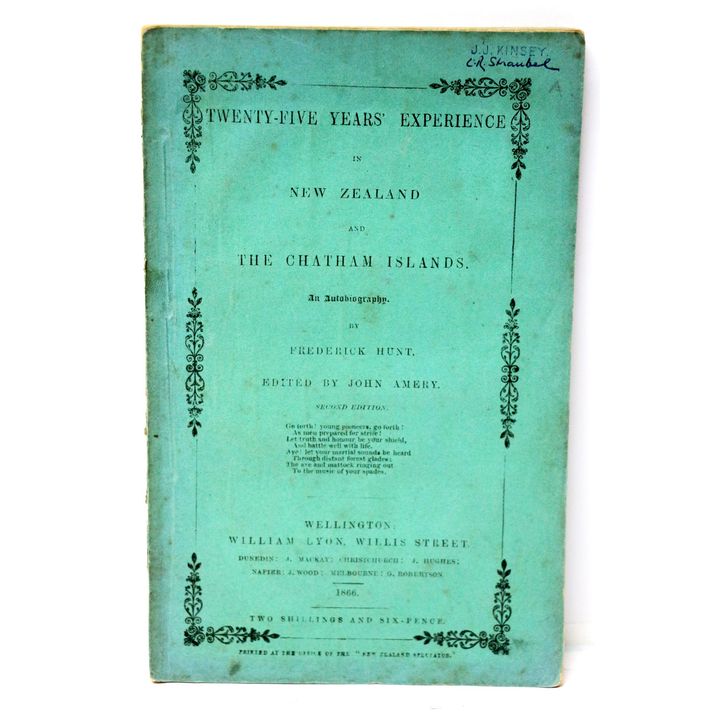 J.J. KINSEY.
C.R. Straubel
TWENTY-FIVE YEARS' EXPERIENCE
IN
NEW ZEALAND
AND
THE CHATHAM ISLANDS.
An Autobiography.
BY
FREDERICK HUNT.
EDITED BY JOHN AMERY.
SECOND EDITION.
Go forth! young pioneers, go forth!
As men prepared for strife!
Let truth and honour be your shield,
And battle well with life.
Aye! let your martial sounds be heard
Through distant forest glades;
The axe and mattock ringing out
To the music of your spades.
WELLINGTON:
WILLIAM LYON, WILLIS STREET.
DUNEDIN: J. MACKAY; CHRISTCHURCH: J. HUGHES;
NAPIER: J. WOOD; MELBOURNE: G. ROBERTSON.
1866.
TWO SHILLINGS AND SIX-PENCE.
PRINTED AT THE OFFICE OF THE "NEW ZEALAND SPECTATOR."